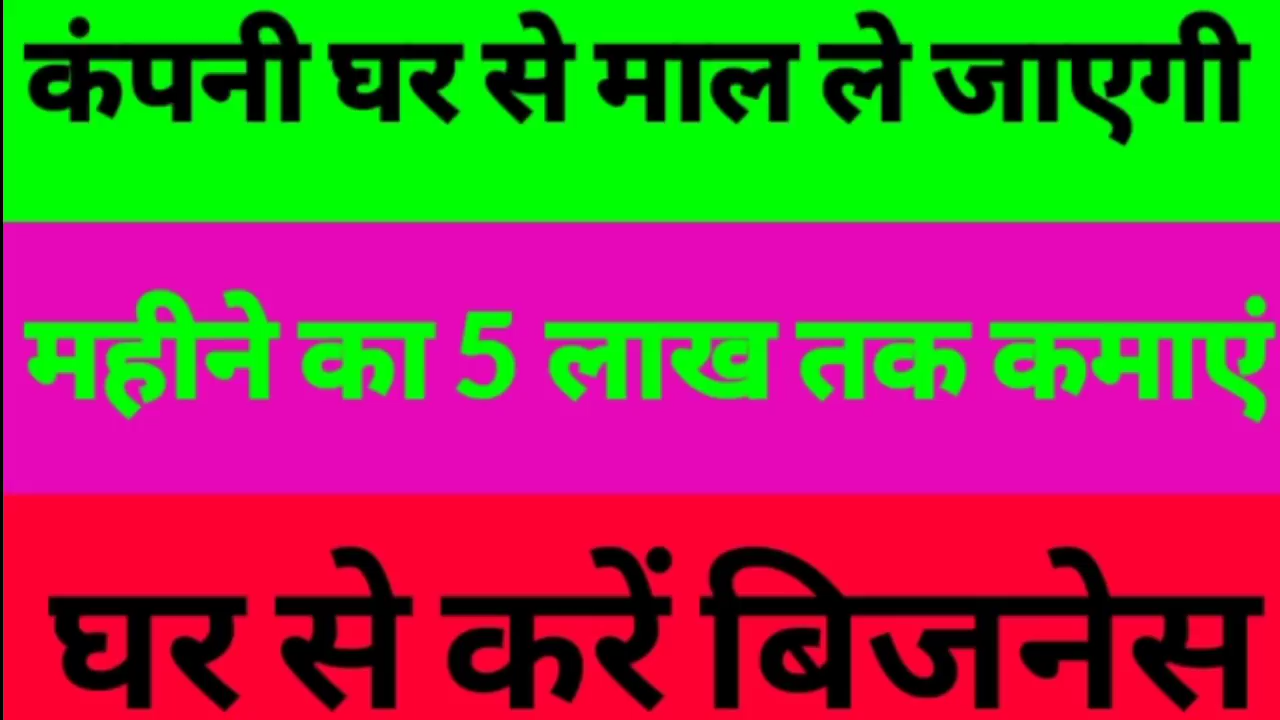 कंपनी घर से माल ले जाएगी
महीने का 5 लाख तक कमाएं
घर से करें बिजनेस